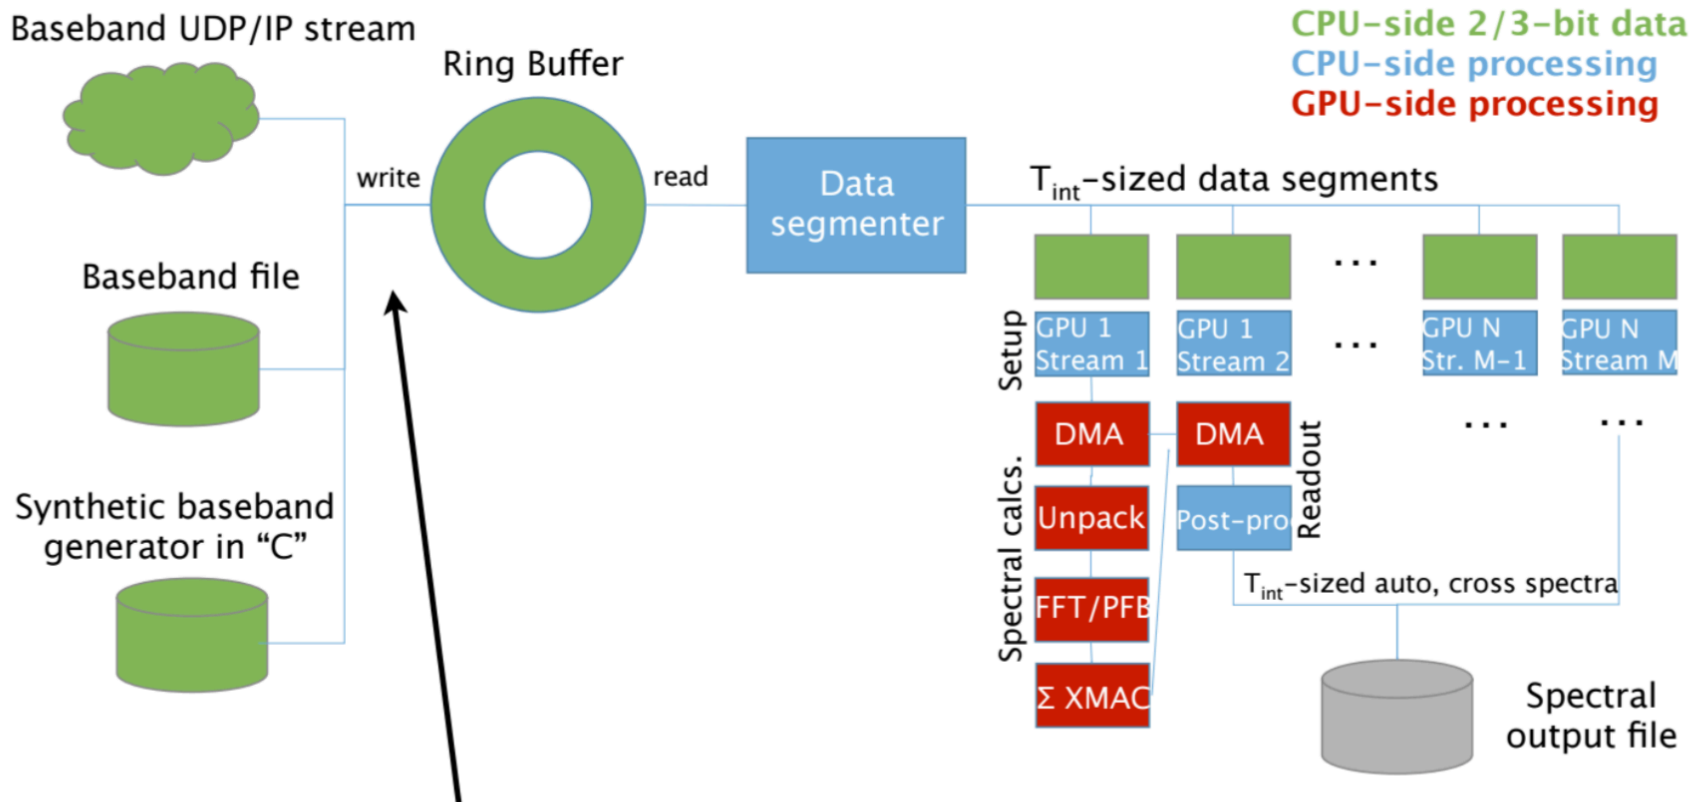 Baseband UDP/IP stream
Ring Buffer
CPU-side 2/3-bit data
CPU-side processing
GPU-side processing
write
read
Data
segmenter
T_int-sized data segments
Baseband file
...
Setup
GPU 1
Stream 1
GPU 1
Stream 2
...
GPU N
Str. M-1
GPU N
Stream M
Spectral calcs.
DMA
DMA
Readout
...
...
Unpack
Post-pro
FFT/PFB
Σ XMAC
Synthetic baseband
generator in “C”
T_int-sized auto, cross spectra
Spectral
output file